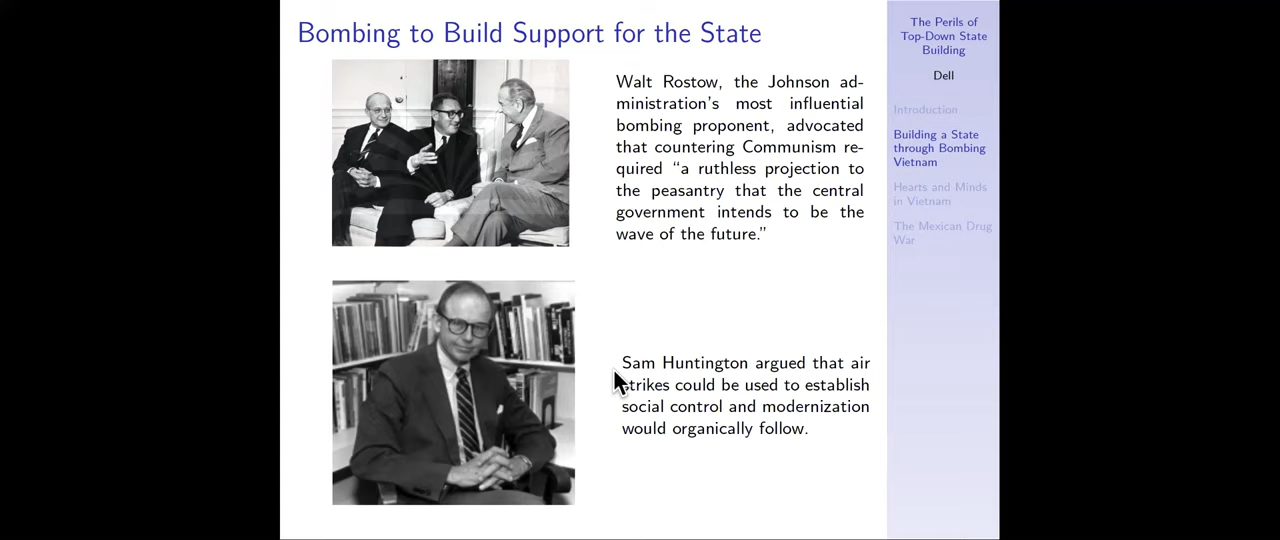 Bombing to Build Support for the State
Walt Rostow, the Johnson ad-
ministration's most influential
bombing proponent, advocated
that countering Communism re-
quired “a ruthless projection to
the peasantry that the central
government intends to be the
wave of the future.”
Sam Huntington argued that air
strikes could be used to establish
social control and modernization
would organically follow.
The Perils of
Top-Down State
Building
Dell
Introduction
Building a State
through Bombing
Vietnam
Hearts and Minds
in Vietnam
The Mexican Drug
War